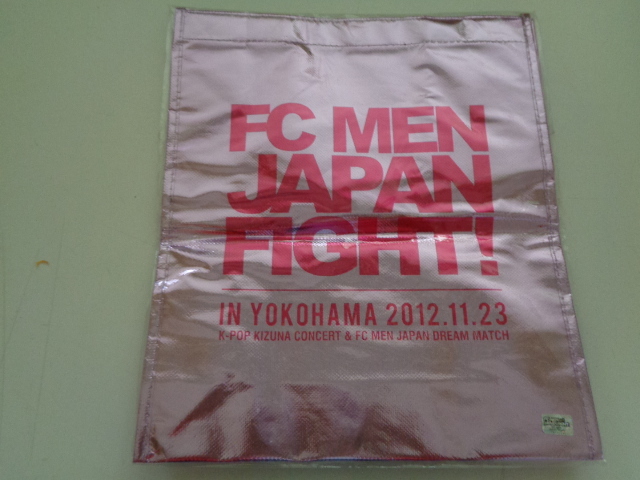 FC MEN
JAPAN
FIGHT!
IN YOKOHAMA 2012.11.23
K-POP KIZUNA CONCERT & FC MEN JAPAN DREAM MATCH